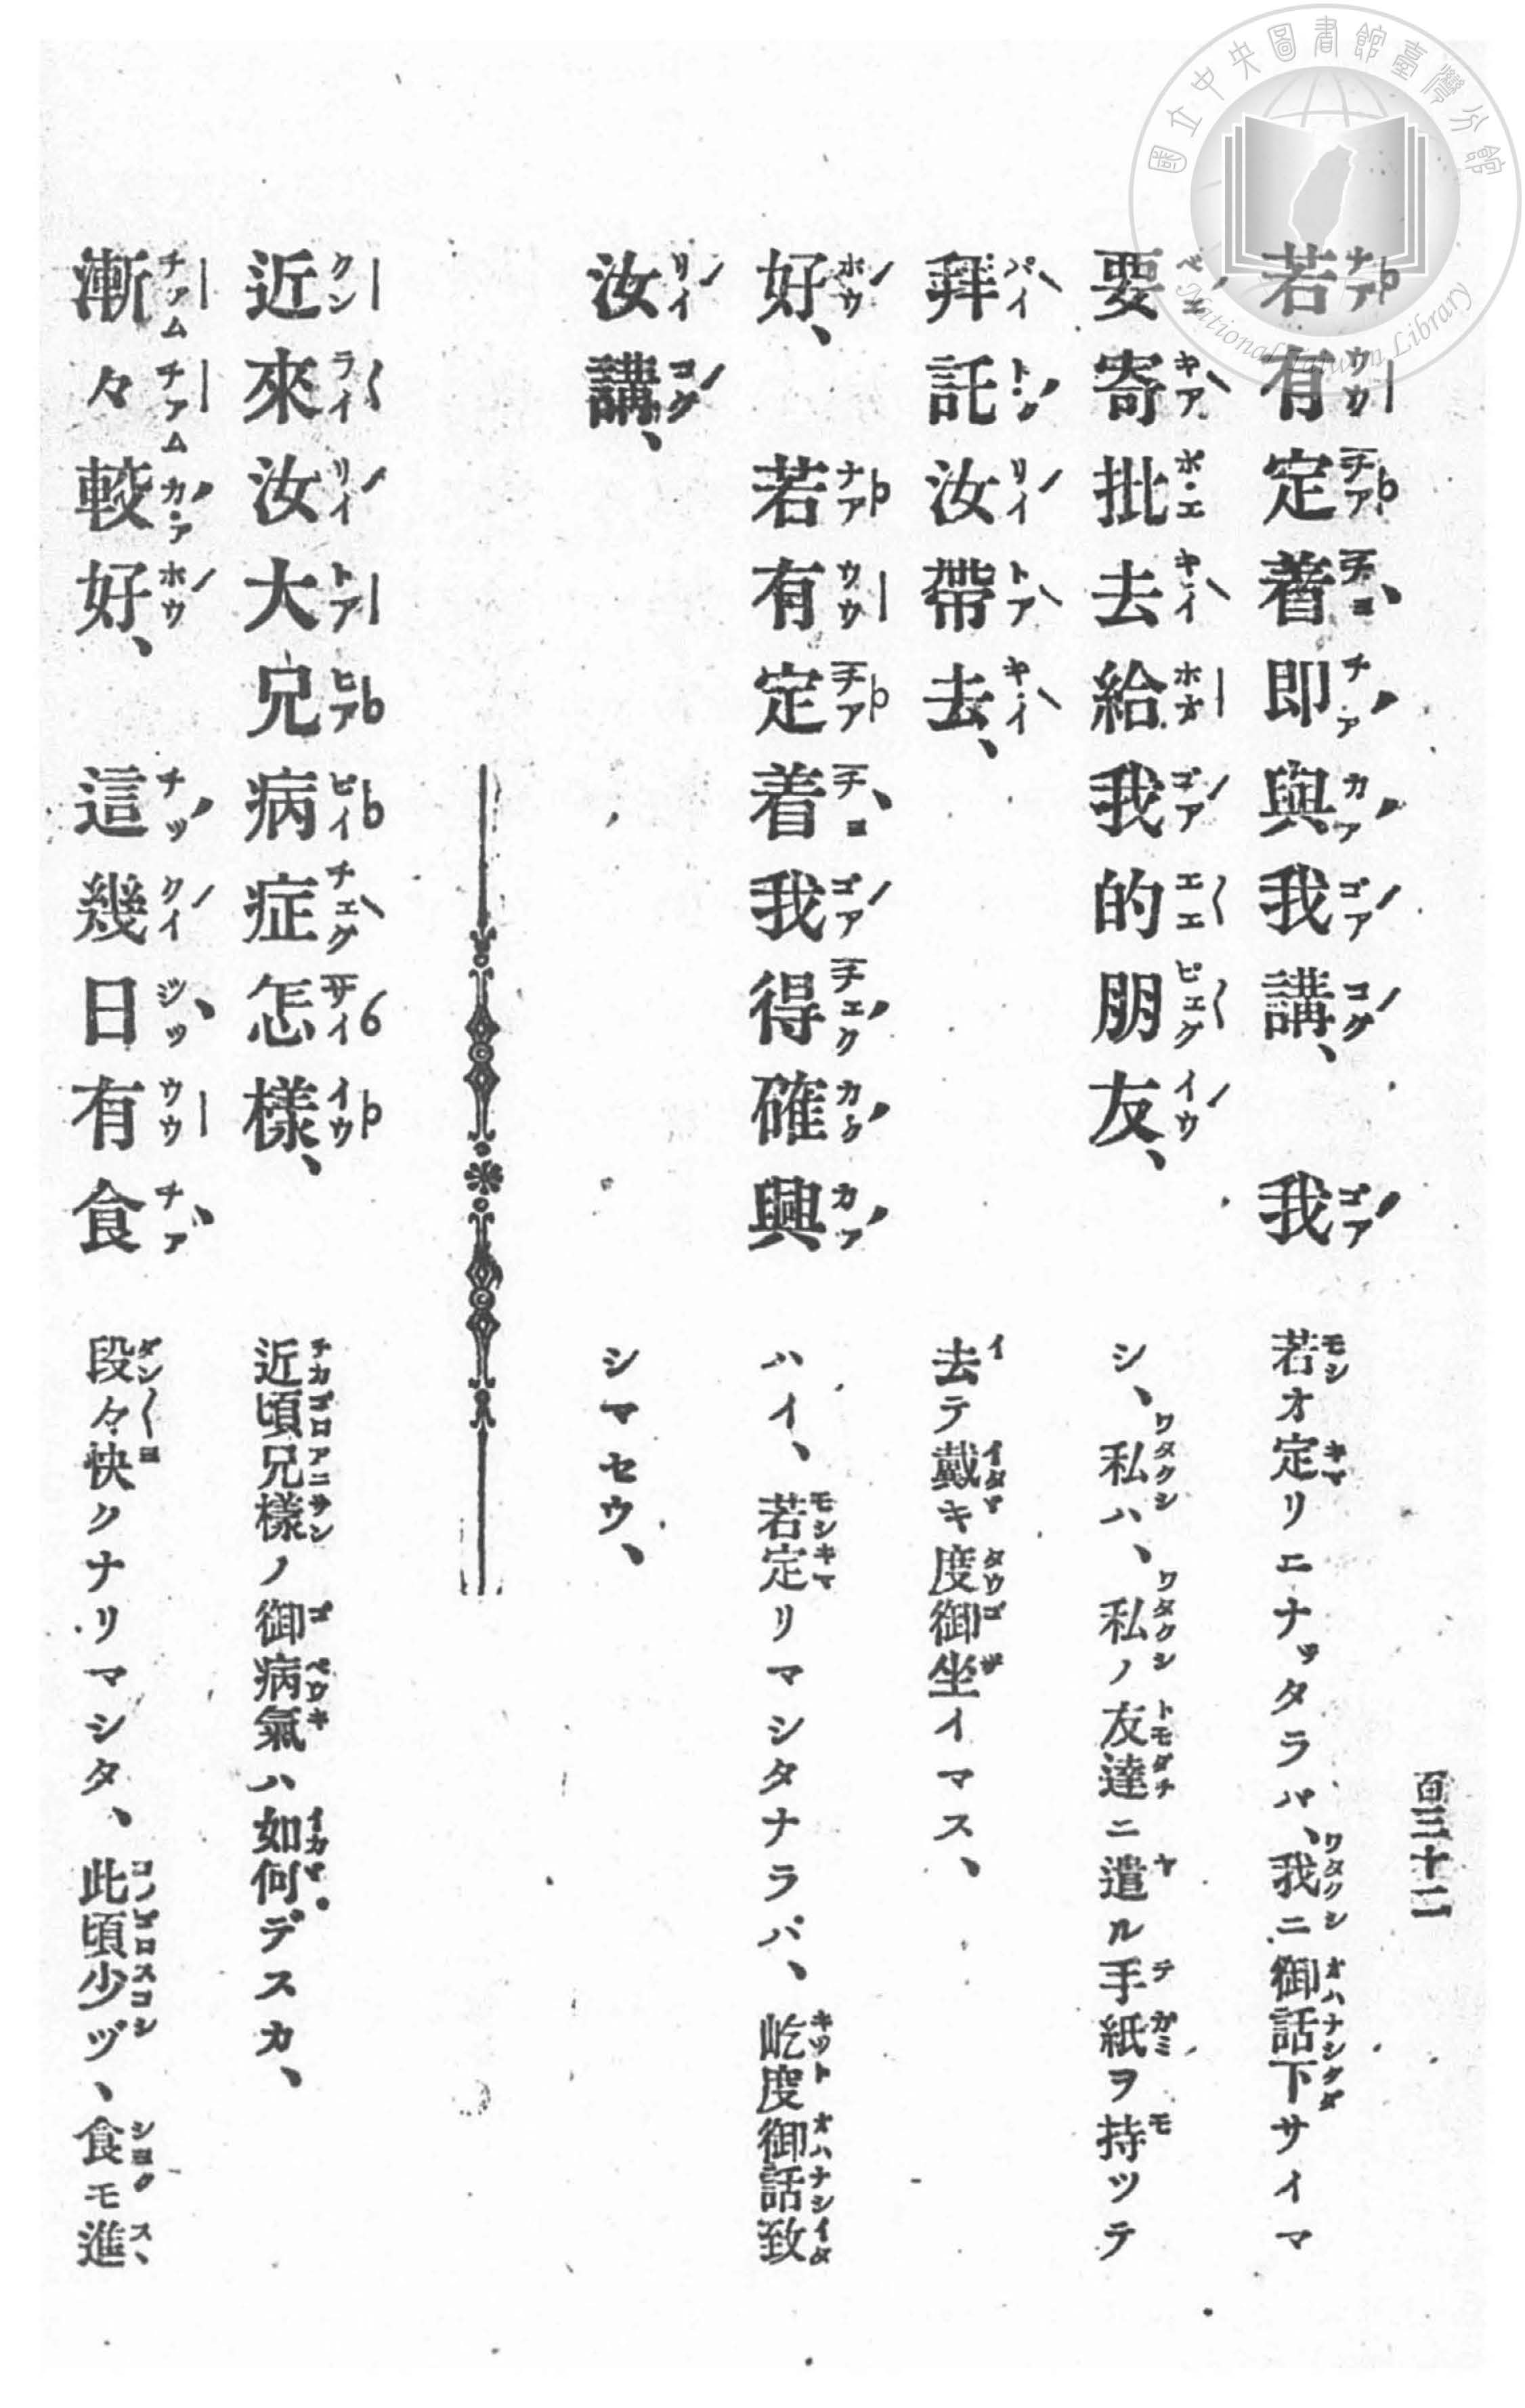 國立中央圖書館臺灣分館
National Taiwan Library
百三十二
若有定着即與我講、我
要寄批去給我的朋友、
拜託汝帶去、
好、若有定着我得確與
汝講、
近來汝大兄病症怎樣、
漸々較好、這幾日有食
若オ定リニナッタラバ、我ニ御話下サイマ
シ、私ハ、私ノ友達ニ遣ル手紙ヲ持ツテ
去テ戴キ度御坐イマス、
ハイ、若定リマシタナラバ、屹度御話致
シマセウ、
近頃兄樣ノ御病氣ハ如何デスカ、
段々快クナリマシタ、此頃少ヅ、食モ進